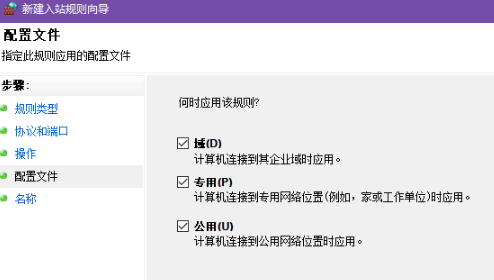 新建入站规则向导
配置文件
指定此规则应用的配置文件
步骤:
规则类型
协议和端口
操作
配置文件
名称
何时应用该规则?
域(D)
计算机连接到其企业域时应用。
专用(P)
计算机连接到专用网络位置(例如，家或工作单位)时应用。
公用(U)
计算机连接到公用网络位置时应用。